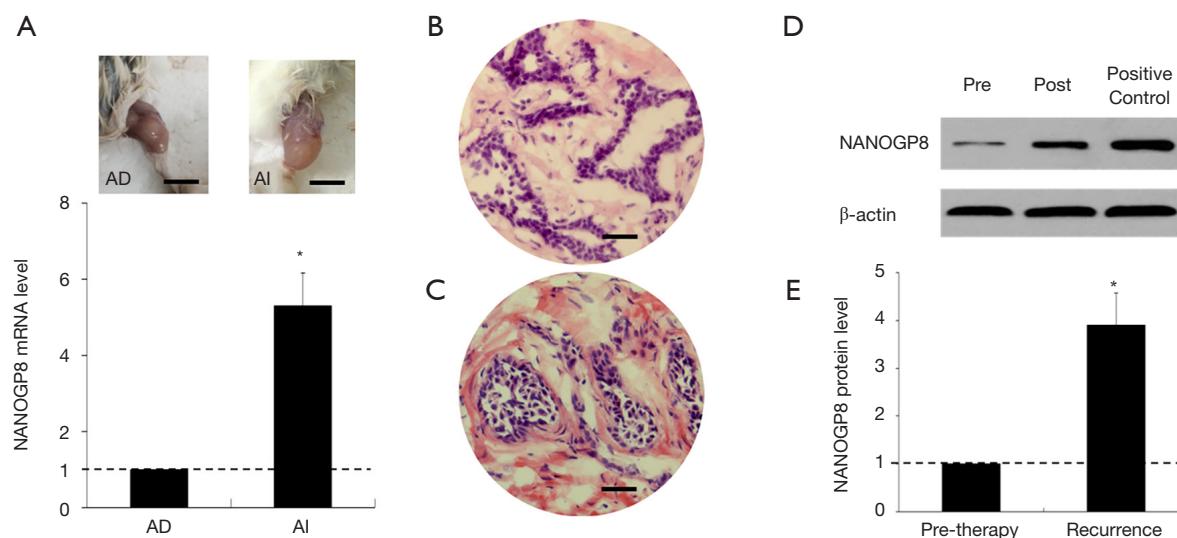 A
AD
AI
NANOGP8 mRNA level
8
6
4
2
1
0
*
AD
AI
B
C
D
Pre
Post
Positive
Control
NANOGP8
β-actin
E
NANOGP8 protein level
5
4
3
2
1
0
*
Pre-therapy
Recurrence